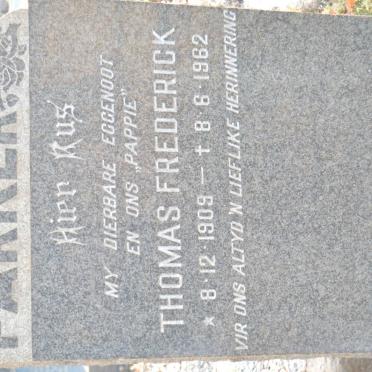 PARKER
Hier Rus
MY DIERBARE EGGENOOT
EN ONS „PAPPIE”
THOMAS FREDERICK
* 8·12·1909 — † 8·6·1962
VIR ONS ALTYD 'N LIEFLIKE HERINNERING